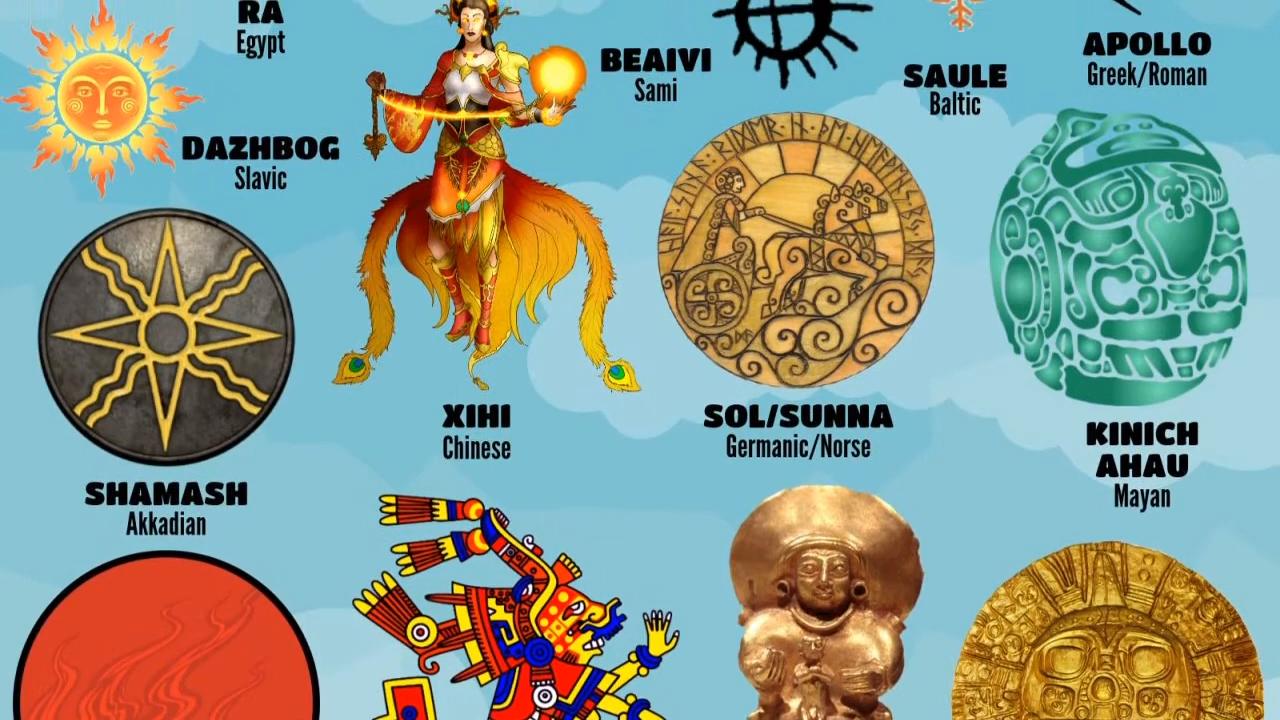 RA
Egypt
BEAIVI
Sami
SAULE
Baltic
APOLLO
Greek/Roman
DAZHBOG
Slavic
XIHI
Chinese
SOL/SUNNA
Germanic/Norse
KINICH
AHAU
Mayan
SHAMASH
Akkadian